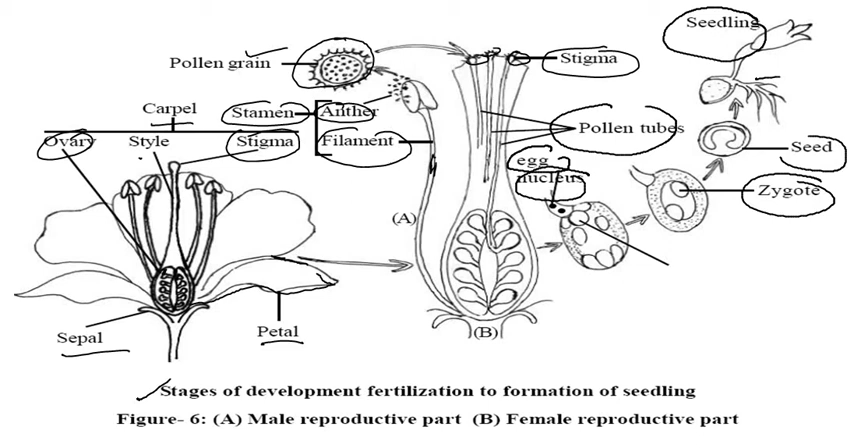 Seedling
Pollen grain
Stigma
Carpel
Stamen
Anther
Ovary
Style
Stigma
Filament
Pollen tubes
egg
nucleus
Seed
Zygote
(A)
Sepal
Petal
(B)
Stages of development fertilization to formation of seedling
Figure- 6: (A) Male reproductive part (B) Female reproductive part